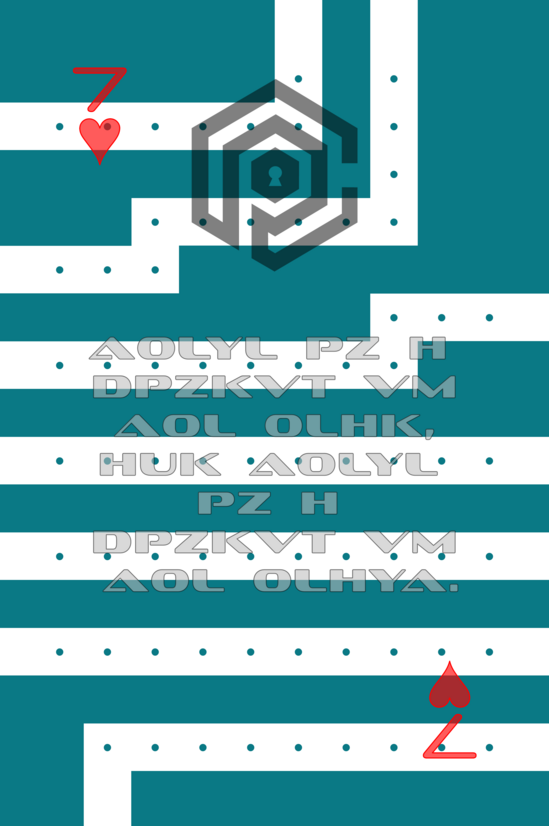 7
AOLYL PZ H
DPZKVT VM
AOL OLHK,
HUK AOLYL
PZ H
DPZKVT VM
AOL OLHYA.
7